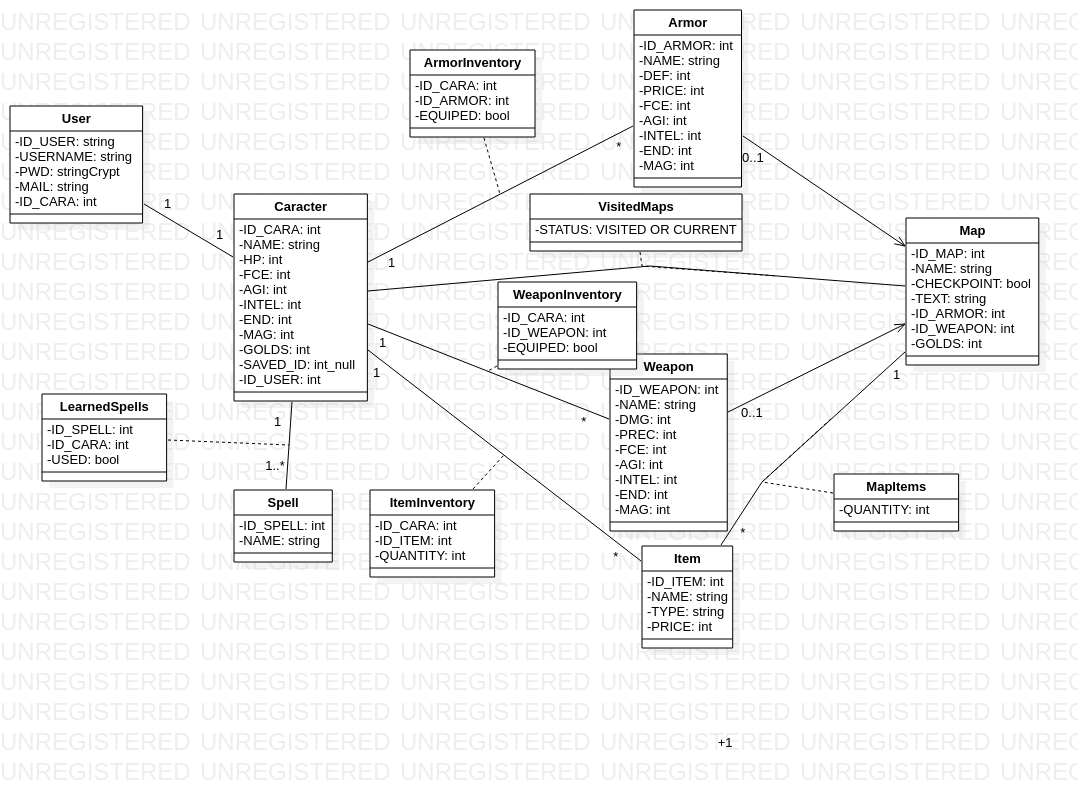 User
-ID_USER: string
-USERNAME: string
-PWD: stringCrypt
-MAIL: string
-ID_CARA: int
ArmorInventory
-ID_CARA: int
-ID_ARMOR: int
-EQUIPED: bool
Armor
-ID_ARMOR: int
-NAME: string
-DEF: int
-PRICE: int
-FCE: int
-AGI: int
-INTEL: int
-END: int
-MAG: int
Caracter
-ID_CARA: int
-NAME: string
-HP: int
-FCE: int
-AGI: int
-INTEL: int
-END: int
-MAG: int
-GOLDS: int
-SAVED_ID: int_null
-ID_USER: int
VisitedMaps
-STATUS: VISITED OR CURRENT
Map
-ID_MAP: int
-NAME: string
-CHECKPOINT: bool
-TEXT: string
-ID_ARMOR: int
-ID_WEAPON: int
-GOLDS: int
WeaponInventory
-ID_CARA: int
-ID_WEAPON: int
-EQUIPED: bool
Weapon
-ID_WEAPON: int
-NAME: string
-DMG: int
-PREC: int
-FCE: int
-AGI: int
-INTEL: int
-END: int
-MAG: int
LearnedSpells
-ID_SPELL: int
-ID_CARA: int
-USED: bool
Spell
-ID_SPELL: int
-NAME: string
ItemInventory
-ID_CARA: int
-ID_ITEM: int
-QUANTITY: int
MapItems
-QUANTITY: int
Item
-ID_ITEM: int
-NAME: string
-TYPE: string
-PRICE: int
1
1
1
*
0..1
1
*
0..1
1
*
1
*
1
1..*
+1
UNREGISTERED